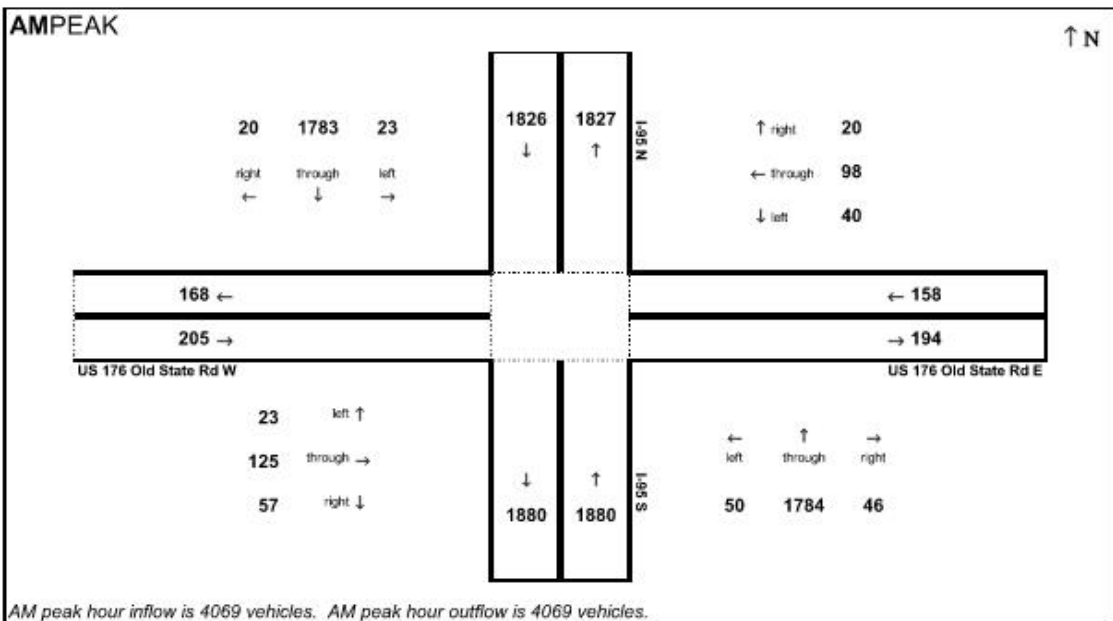 AMPEAK
↑ N
20 1783 23
right through left
← ↓ →
1826 1827
↓ ↑
I-95 N
↑ right 20
← through 98
↓ left 40
168 ←
← 158
205 →
→ 194
US 176 Old State Rd W
US 176 Old State Rd E
23 left ↑
125 through →
57 right ↓
↓ ↑
1880 1880
I-95 S
← ↑ →
left through right
50 1784 46
AM peak hour inflow is 4069 vehicles. AM peak hour outflow is 4069 vehicles.